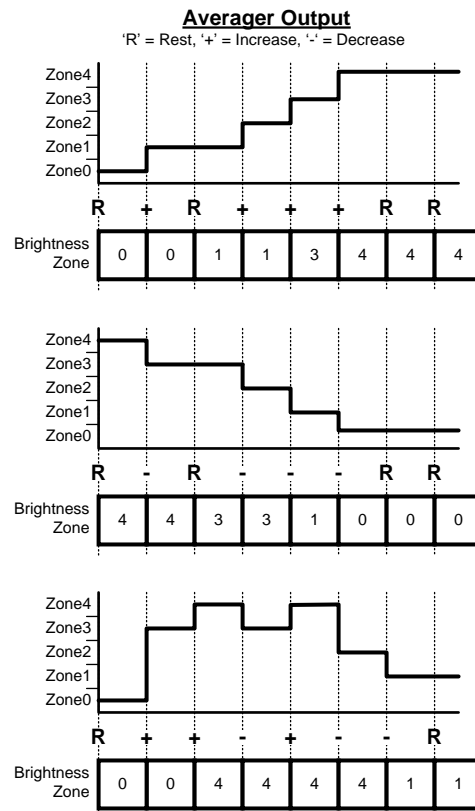 Averager Output
‘R’ = Rest, ‘+’ = Increase, ‘-‘ = Decrease
Zone4
Zone3
Zone2
Zone1
Zone0
R + R + + + R R
Brightness Zone 0 0 1 1 3 4 4 4
Zone4
Zone3
Zone2
Zone1
Zone0
R - R - - - R R
Brightness Zone 4 4 3 3 1 0 0 0
Zone4
Zone3
Zone2
Zone1
Zone0
R + + - + - - R
Brightness Zone 0 0 4 4 4 4 1 1